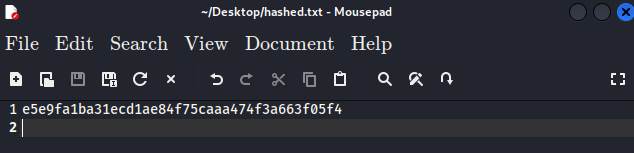 ~/Desktop/hashed.txt - Mousepad
File Edit Search View Document Help
1 e5e9fa1ba31ecd1ae84f75caaa474f3a663f05f4
2